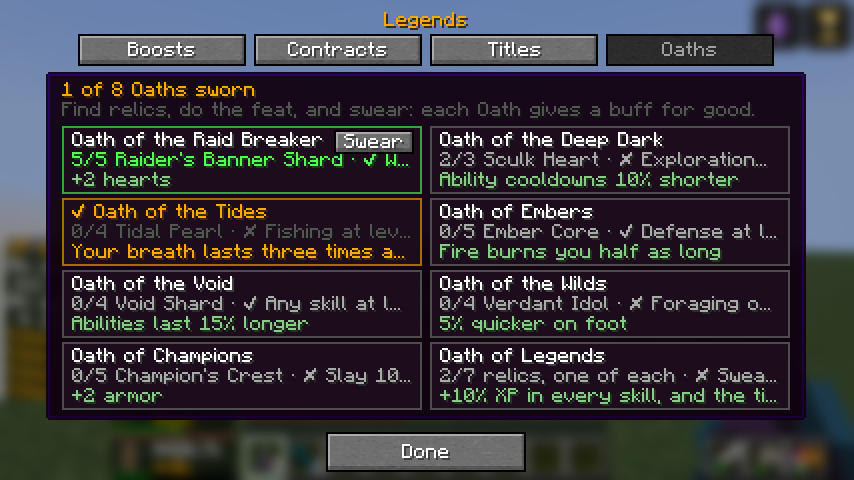 Legends
Boosts
Contracts
Titles
Oaths
1 of 8 Oaths sworn
Find relics, do the feat, and swear: each Oath gives a buff for good.
Oath of the Raid Breaker
Swear
5/5 Raider's Banner Shard · ✔ W...
+2 hearts
Oath of the Deep Dark
2/3 Sculk Heart · ✘ Exploration...
Ability cooldowns 10% shorter
✔ Oath of the Tides
0/4 Tidal Pearl · ✘ Fishing at lev...
Your breath lasts three times a...
Oath of Embers
0/5 Ember Core · ✔ Defense at l...
Fire burns you half as long
Oath of the Void
0/4 Void Shard · ✔ Any skill at l...
Abilities last 15% longer
Oath of the Wilds
0/4 Verdant Idol · ✘ Foraging o...
5% quicker on foot
Oath of Champions
0/5 Champion's Crest · ✘ Slay 10...
+2 armor
Oath of Legends
2/7 relics, one of each · ✘ Swea...
+10% XP in every skill, and the ti...
Done